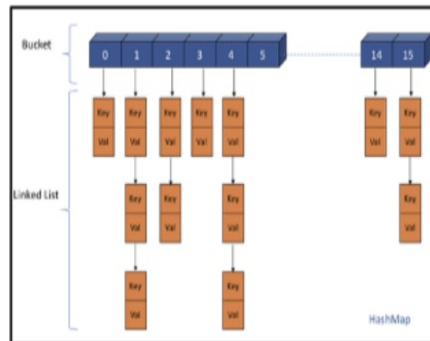 Bucket
0 1 2 3 4 5 14 15
Key Key Key Key Key Key Key
Val Val Val Val Val Val Val
Linked List
Key Key Key Key
Val Val Val Val
Key Key
Val Val
HashMap